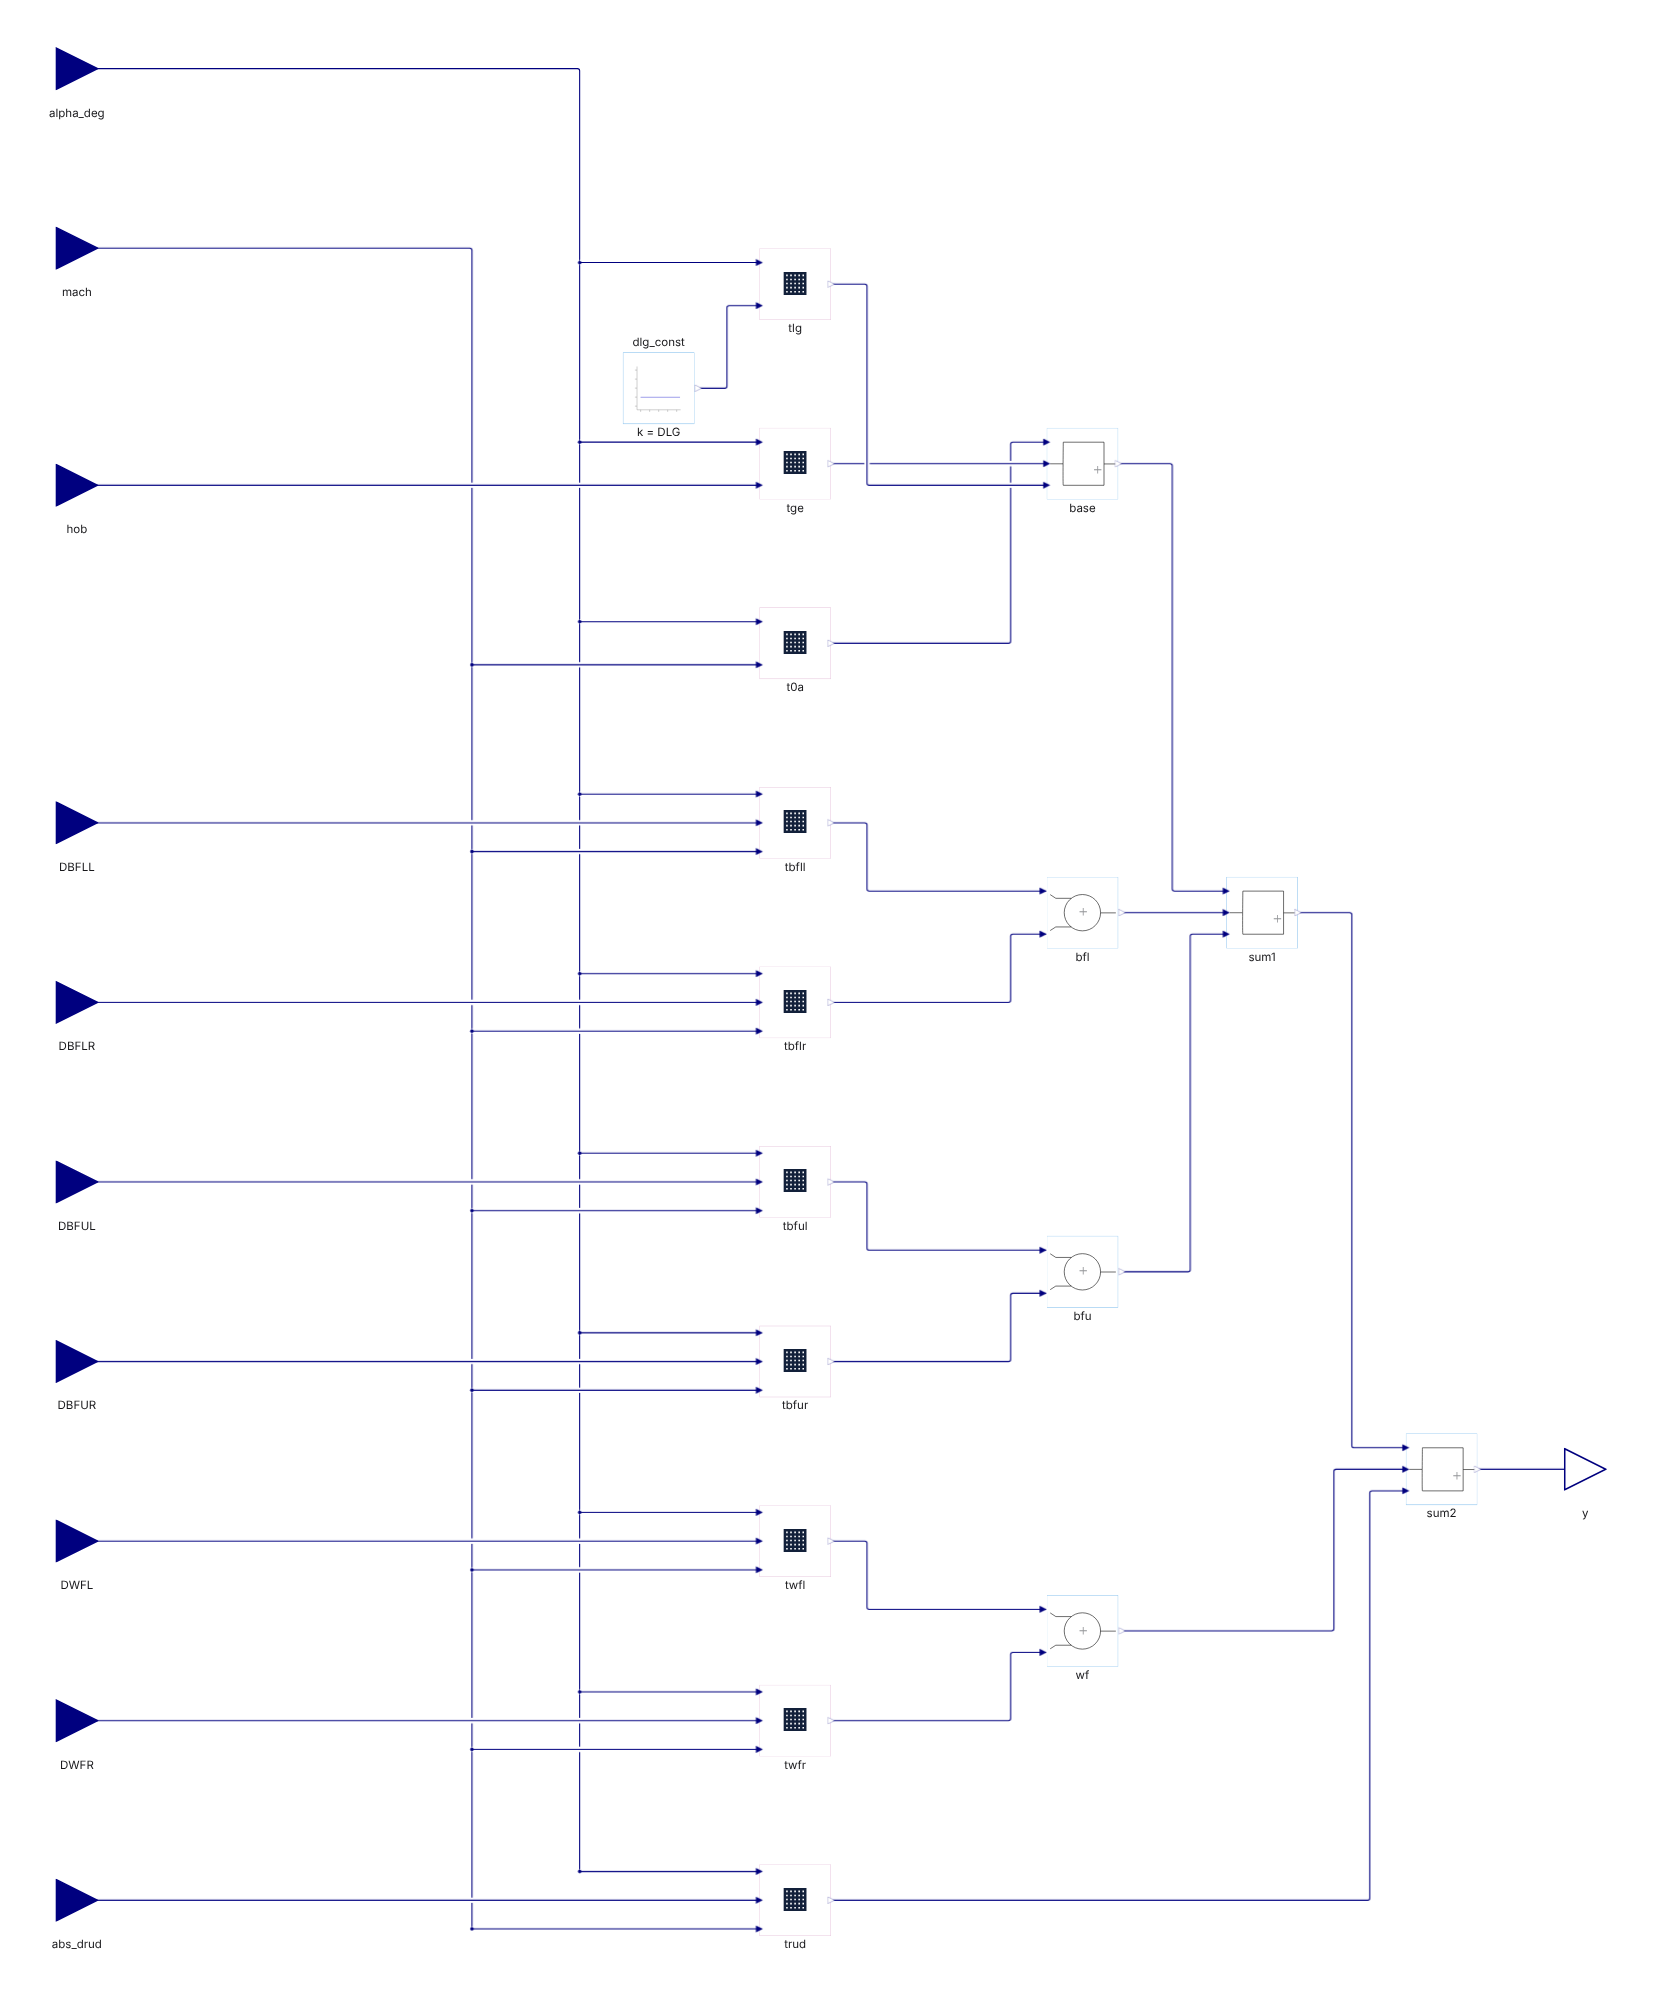 alpha_deg
mach
tlg
dlg_const
k = DLG
hob
tge
base
t0a
DBFLL
tbfll
bfl
sum1
DBFLR
tbflr
DBFUL
tbful
bfu
DBFUR
tbfur
sum2
y
DWFL
twfl
wf
DWFR
twfr
abs_drud
trud